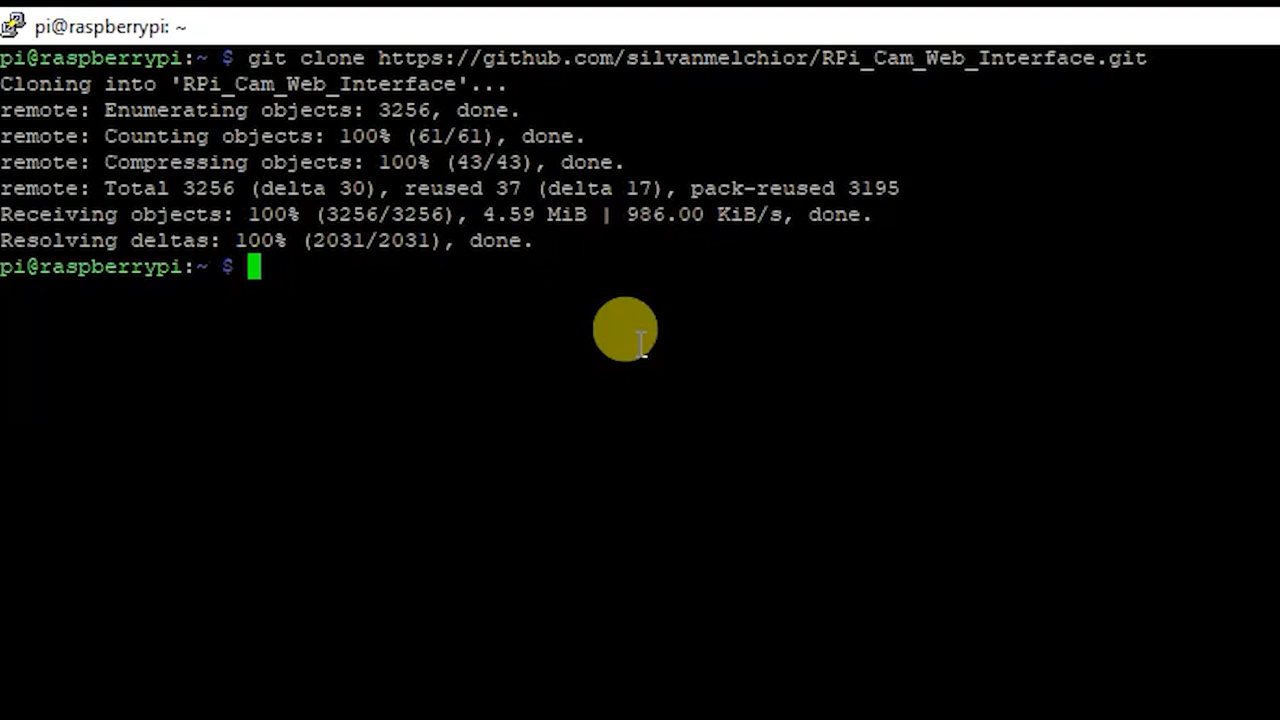 pi@raspberrypi: ~
pi@raspberrypi:~ $ git clone https://github.com/silvanmelchior/RPi_Cam_Web_Interface.git
Cloning into 'RPi_Cam_Web_Interface'...
remote: Enumerating objects: 3256, done.
remote: Counting objects: 100% (61/61), done.
remote: Compressing objects: 100% (43/43), done.
remote: Total 3256 (delta 30), reused 37 (delta 17), pack-reused 3195
Receiving objects: 100% (3256/3256), 4.59 MiB | 986.00 KiB/s, done.
Resolving deltas: 100% (2031/2031), done.
pi@raspberrypi:~ $